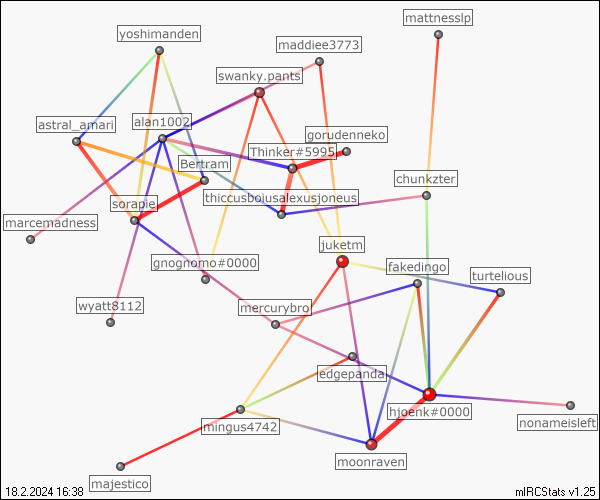 mattnesslp
yoshimanden
maddiee3773
swanky.pants
astral_amari
alan1002
gorudenneko
Thinker#5995
Bertram
chunkzter
thiccusbojusalexusjoneus
sorapie
marcemadness
juketm
gnognomo#0000
fakedingo
turtelious
wyatt8112
mercurybro
edgepanda
hjoenk#0000
nonameisleft
mingus4742
moonraven
majestico
18.2.2024 16:38
mIRCStats v1.25